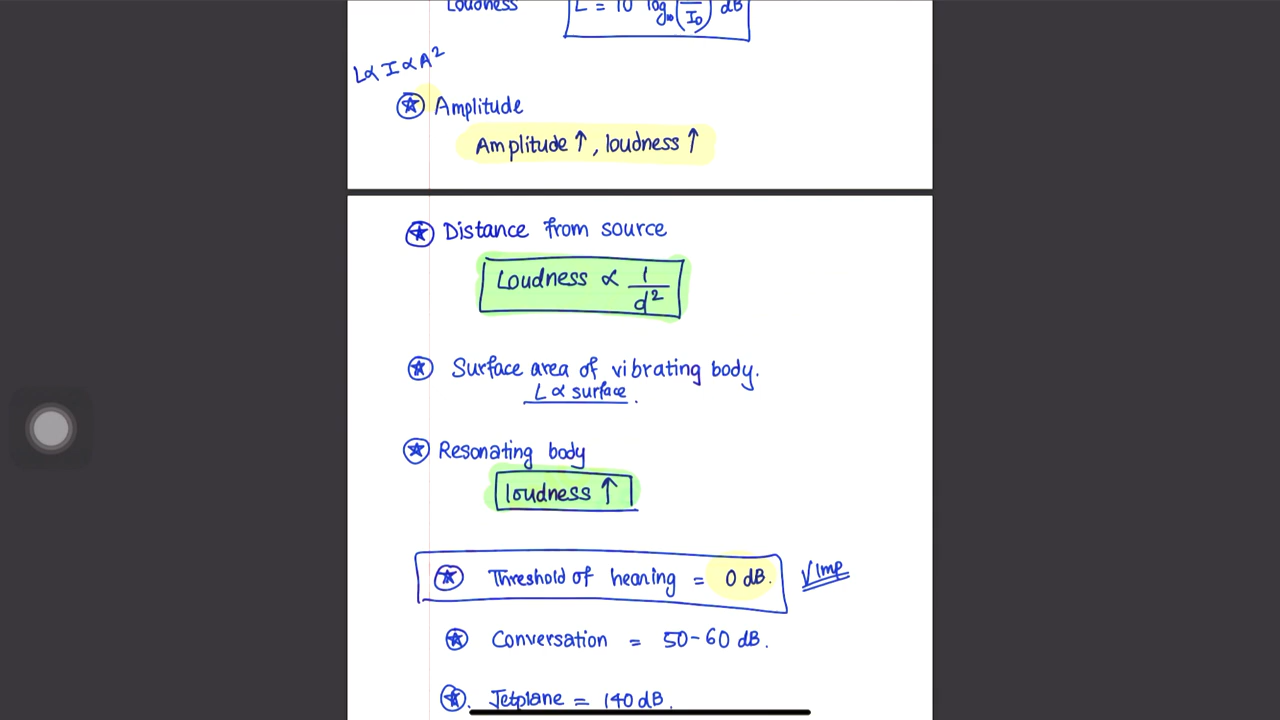 Loudness L = 10 log₁₀(I/I₀) dB
L∝ I ∝ A²
Amplitude
Amplitude ↑, loudness ↑
Distance from source
Loudness ∝ 1/d²
Surface area of vibrating body.
L ∝ surface.
Resonating body
loudness ↑
Threshold of hearing = 0 dB. V Imp
Conversation = 50-60 dB.
Jetplane = 140 dB.